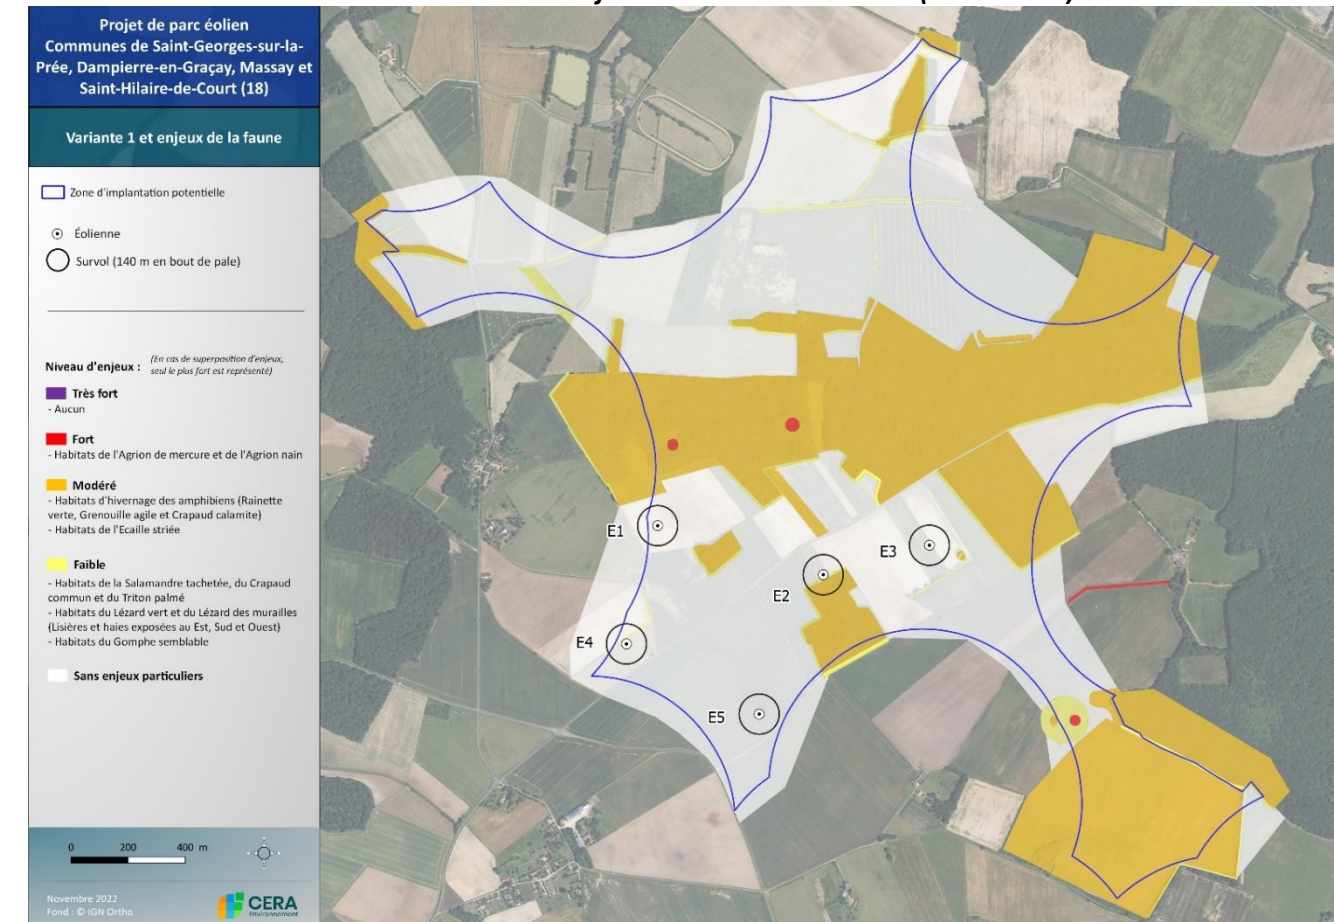 Projet de parc éolien
Communes de Saint-Georges-sur-la-
Prée, Dampierre-en-Graçay, Massay et
Saint-Hilaire-de-Court (18)
Variante 1 et enjeux de la faune
Zone d'implantation potentielle
Éolienne
Survol (140 m en bout de pale)
Niveau d'enjeux : (En cas de superposition d'enjeux,
seul le plus fort est représenté)
Très fort
- Aucun
Fort
- Habitats de l'Agrion de mercure et de l'Agrion nain
Modéré
- Habitats d'hivernage des amphibiens (Rainette
verte, Grenouille agile et Crapaud calamite)
- Habitats de l'Ecaille striée
Faible
- Habitats de la Salamandre tachetée, du Crapaud
commun et du Triton palmé
- Habitats du Lézard vert et du Lézard des murailles
(Lisières et haies exposées au Est, Sud et Ouest)
- Habitats du Gomphe semblable
Sans enjeux particuliers
0 200 400 m
Novembre 2022
Fond : © IGN Ortho
CERA
Environnement
E1
E2
E3
E4
E5